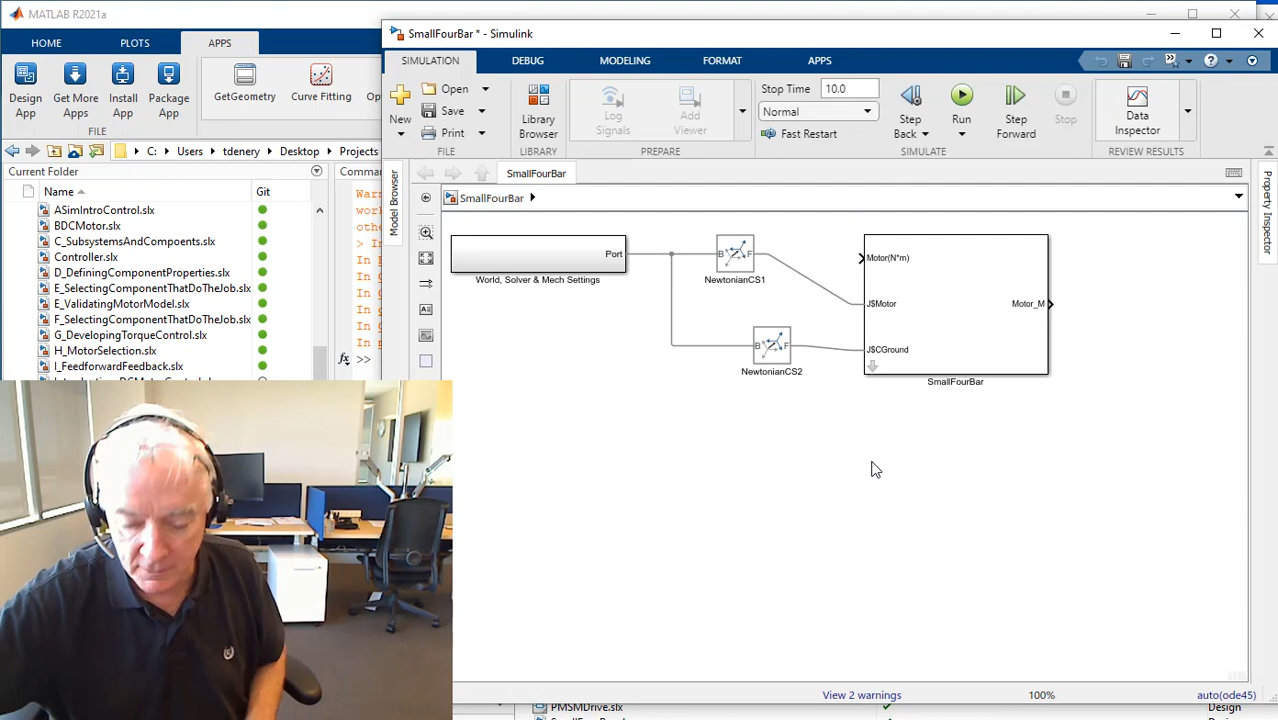 MATLAB R2021a
HOME PLOTS APPS
Design App
Get More Apps
Install App
Package App
GetGeometry
Curve Fitting
FILE
C: Users tdenery Desktop Projects
Current Folder
Name Git
ASimIntroControl.slx
BDCMotor.slx
C_SubsystemsAndCompoents.slx
Controller.slx
D_DefiningComponentProperties.slx
E_SelectingComponentThatDoTheJob.slx
E_ValidatingMotorModel.slx
F_SelectingComponentThatDoTheJob.slx
G_DevelopingTorqueControl.slx
H_MotorSelection.slx
I_FeedforwardFeedback.slx
fx >>
SmallFourBar * - Simulink
SIMULATION DEBUG MODELING FORMAT APPS
New
Open
Save
Print
FILE
Library Browser
LIBRARY
Log Signals
Add Viewer
PREPARE
Stop Time 10.0
Normal
Fast Restart
Step Back
Run
Step Forward
Stop
SIMULATE
Data Inspector
REVIEW RESULTS
SmallFourBar
Model Browser
Property Inspector
SmallFourBar
Port
World, Solver & Mech Settings
B F
NewtonianCS1
B F
NewtonianCS2
Motor(N*m)
J$Motor
J$CGround
Motor_M
SmallFourBar
View 2 warnings 100% auto(ode45)
PMSMDrive.slx Design